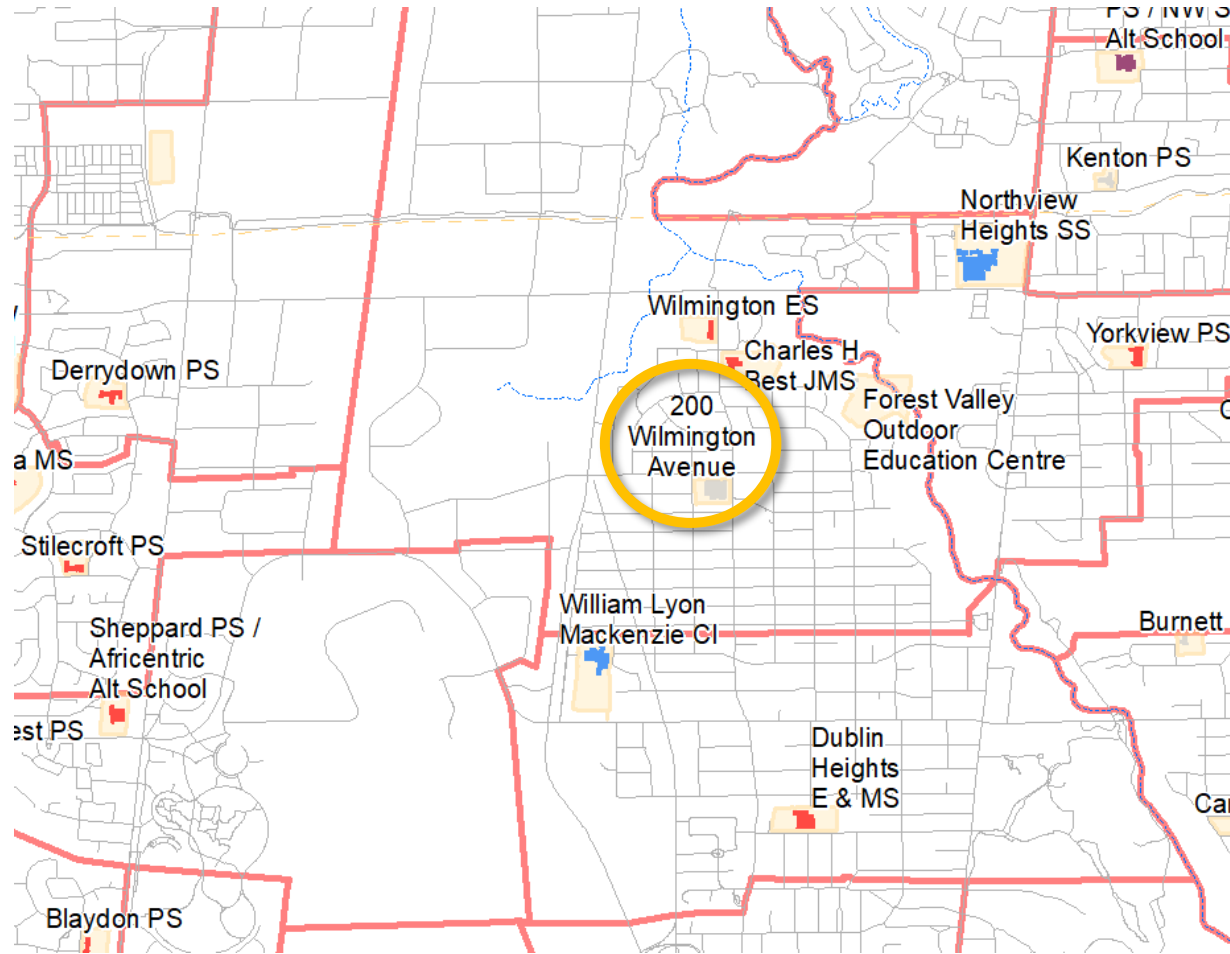 PS / NW S
Alt School
Kenton PS
Northview
Heights SS
Wilmington ES
Yorkview PS
Charles H
Best JMS
Derrydown PS
200
Wilmington
Avenue
Forest Valley
Outdoor
Education Centre
a MS
Stilecroft PS
William Lyon
Mackenzie CI
Burnett
Sheppard PS /
Africentric
Alt School
est PS
Dublin
Heights
E & MS
Car
Blaydon PS